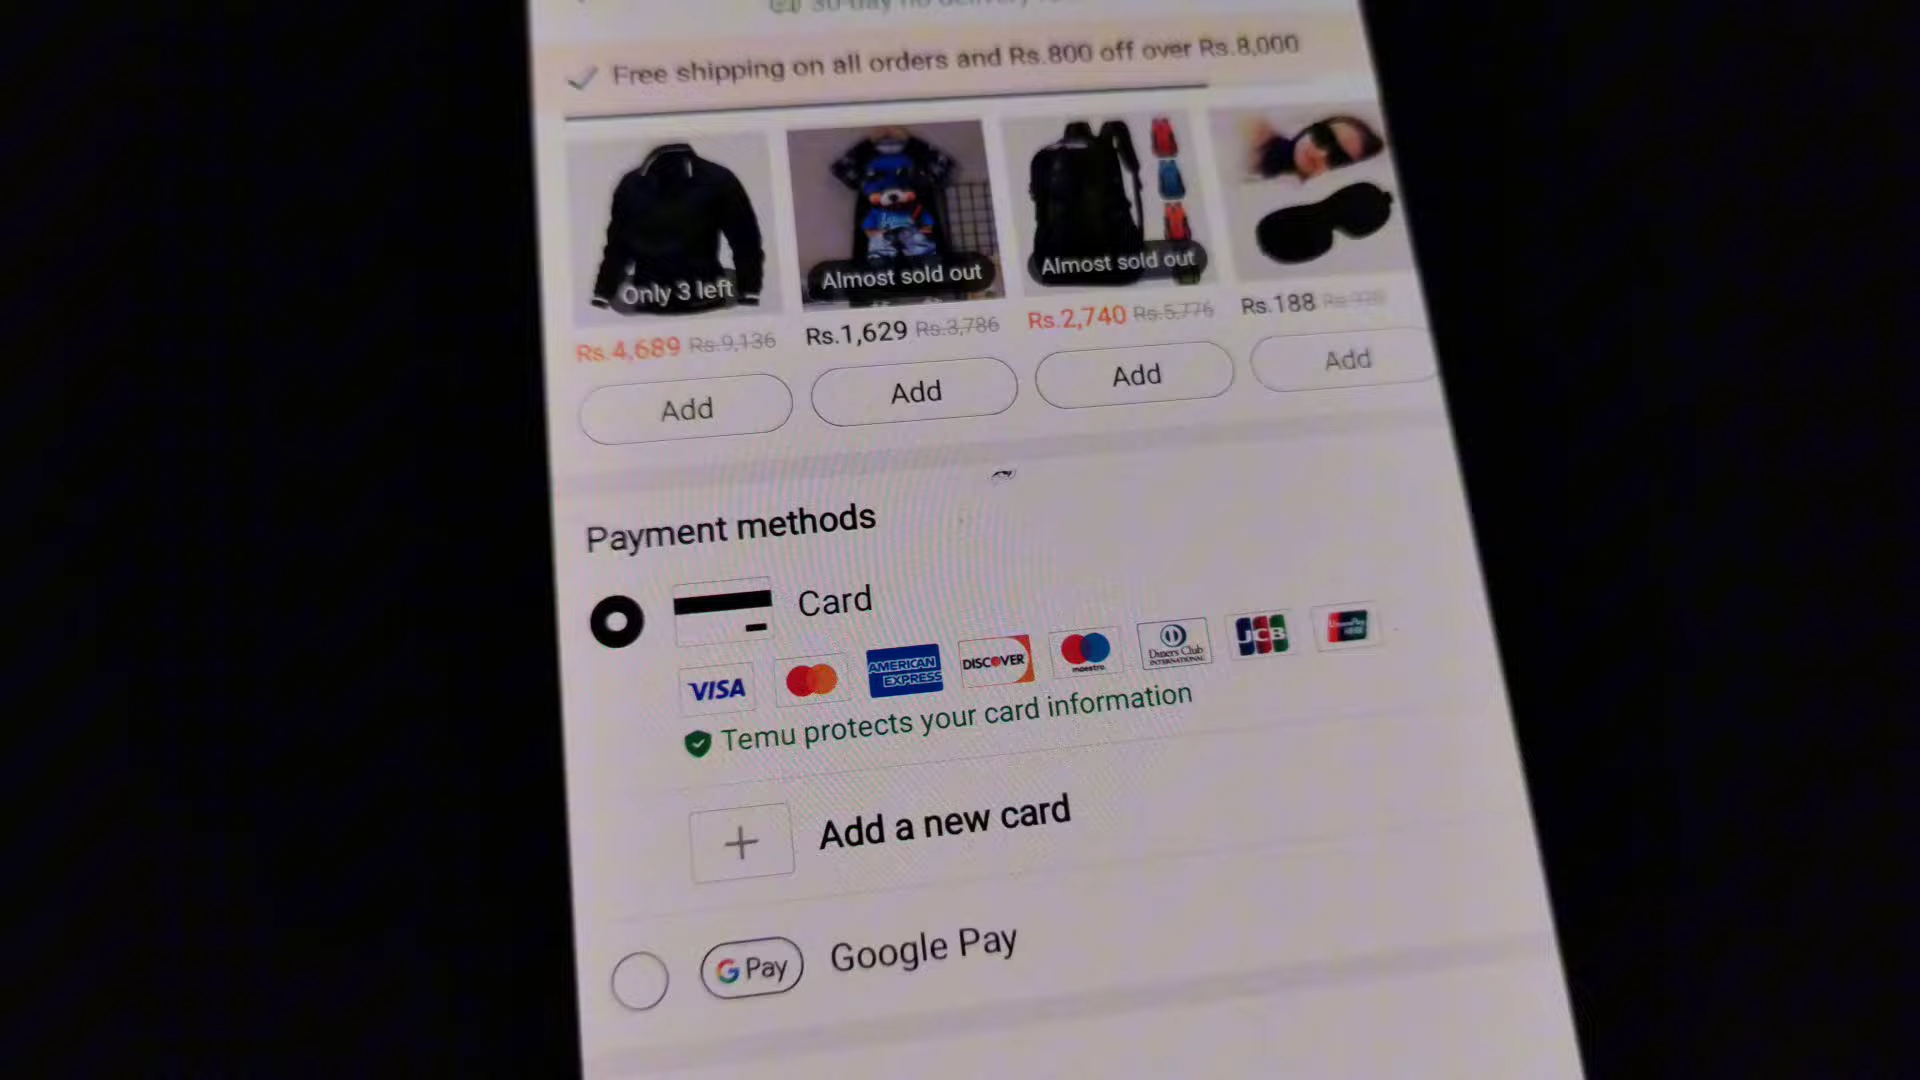 Free shipping on all orders and Rs.800 off over Rs.8,000
Only 3 left
Almost sold out
Almost sold out
Rs.4,689 Rs.9,136
Rs.1,629 Rs.3,786
Rs.2,740 Rs.5,776
Rs.188
Add
Add
Add
Add
Payment methods
Card
VISA
AMERICAN EXPRESS
DISCOVER
maestro
Diners Club INTERNATIONAL
JCB
Temu protects your card information
+ Add a new card
G Pay Google Pay